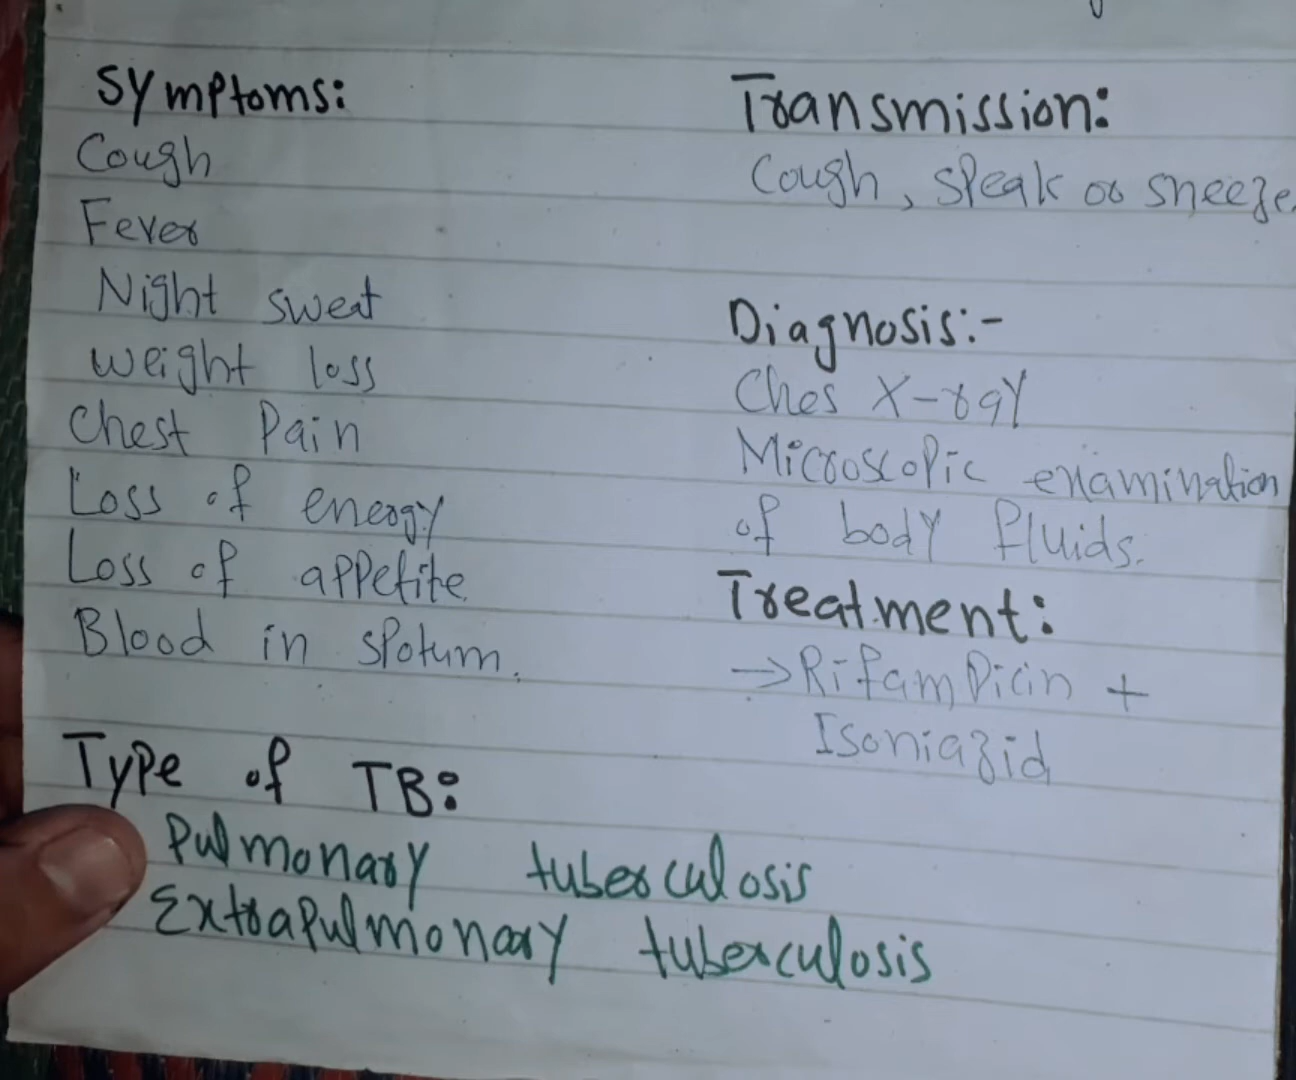 Symptoms:
Cough
Fever
Night sweat
weight loss
Chest Pain
Loss of energy
Loss of appetite
Blood in spotum.
Type of TB:
Pulmonary tuberculosis
Extrapulmonary tuberculosis
Transmission:
Cough, speak or sneeze.
Diagnosis:-
Ches X-ray
Microscopic examination
of body fluids.
Treatment:
→Rifampicin +
Isoniazid